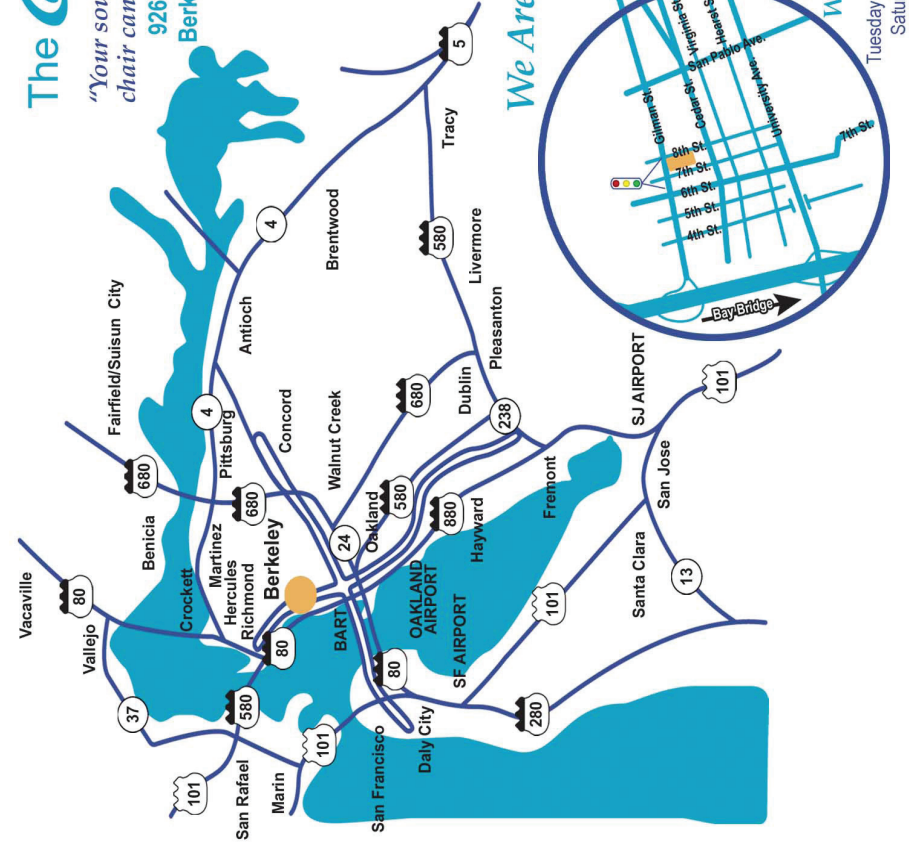 The
"Your sou
chair can
926
Berk
We Are
Tuesday
Satu
W
Vacaville
80
Fairfield/Suisun City
680
Vallejo
Benicia
37
Crockett
4
4
Pittsburg
Antioch
Brentwood
5
Martinez
680
Hercules
Richmond
Concord
Tracy
580
Berkeley
Walnut Creek
101
580
80
24
680
Livermore
San Rafael
Oakland
Pleasanton
Marin
BART
580
Dublin
101
80
OAKLAND
AIRPORT
880
238
San Francisco
Hayward
Daly City
SF AIRPORT
Fremont
SJ AIRPORT
280
101
San Jose
101
Santa Clara
13
Gilman St.
Virginia St.
Hearst St.
Cedar St.
San Pablo Ave.
University Ave.
8th St.
7th St.
6th St.
5th St.
4th St.
7th St.
Bay Bridge